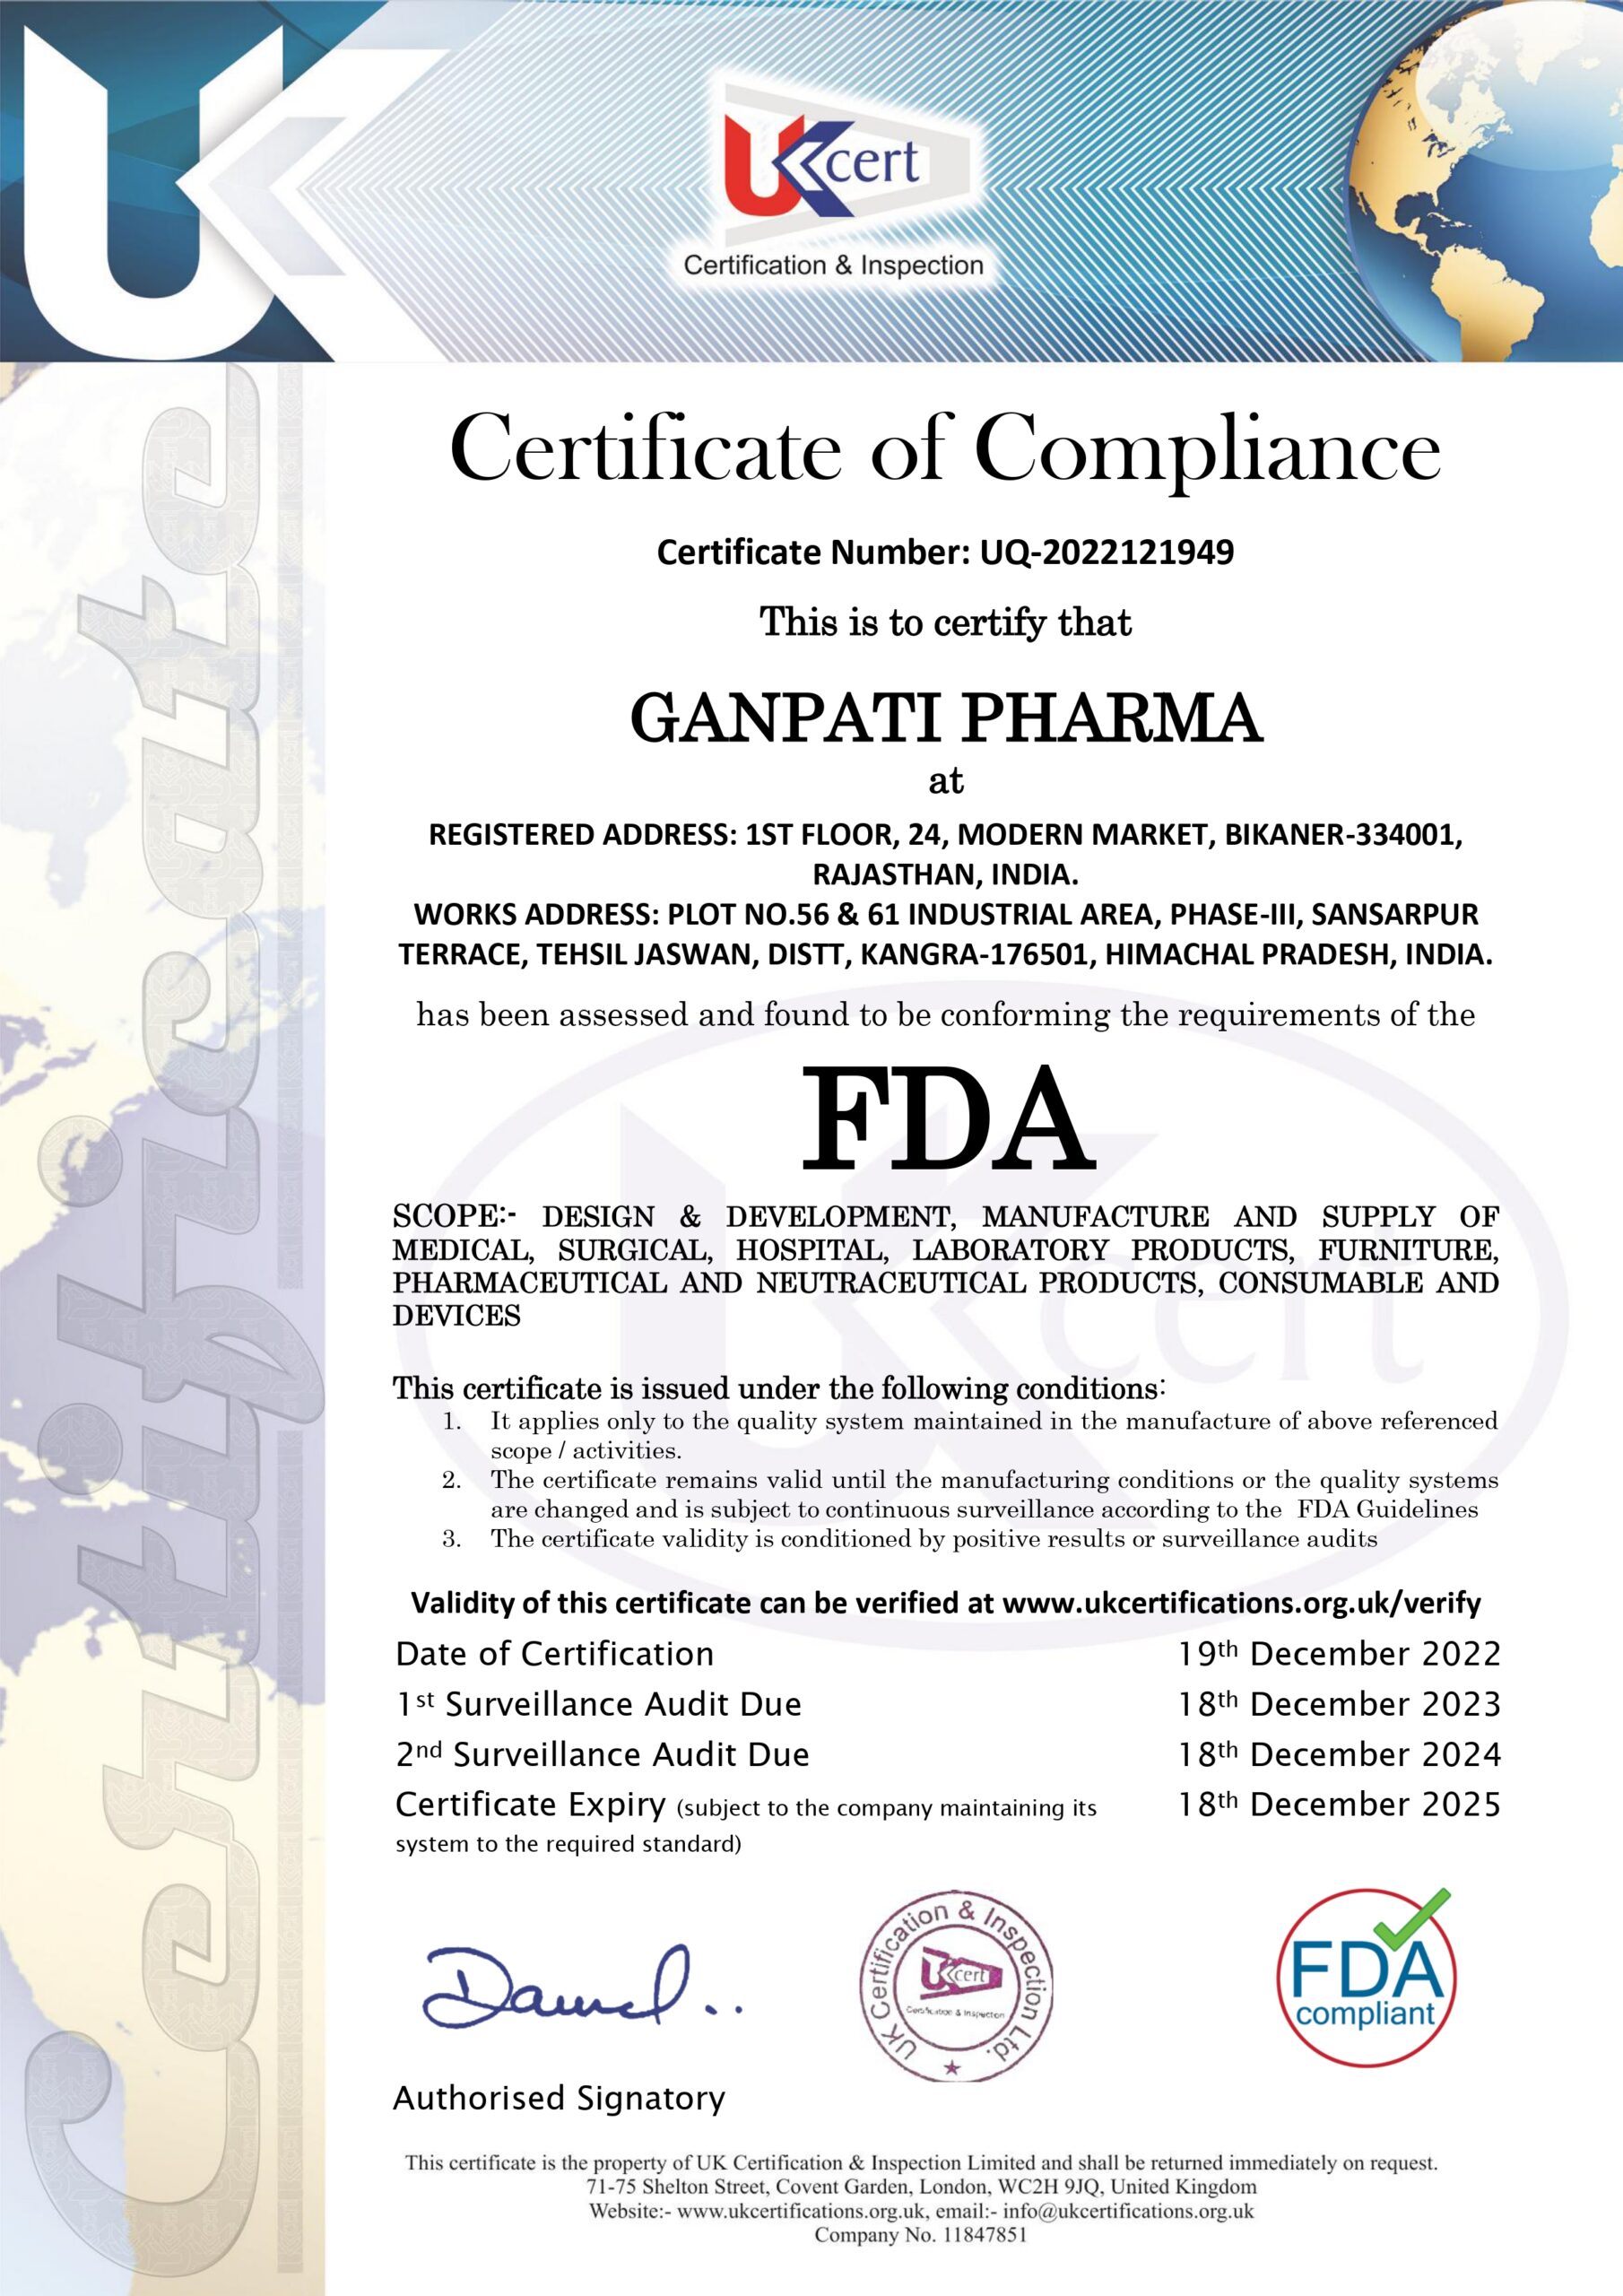 UK
UKcert
Certification & Inspection
Certificate
Certificate of Compliance
Certificate Number: UQ-2022121949
This is to certify that
GANPATI PHARMA
at
REGISTERED ADDRESS: 1ST FLOOR, 24, MODERN MARKET, BIKANER-334001,
RAJASTHAN, INDIA.
WORKS ADDRESS: PLOT NO.56 & 61 INDUSTRIAL AREA, PHASE-III, SANSARPUR
TERRACE, TEHSIL JASWAN, DISTT, KANGRA-176501, HIMACHAL PRADESH, INDIA.
has been assessed and found to be conforming the requirements of the
FDA
SCOPE:- DESIGN & DEVELOPMENT, MANUFACTURE AND SUPPLY OF
MEDICAL, SURGICAL, HOSPITAL, LABORATORY PRODUCTS, FURNITURE,
PHARMACEUTICAL AND NEUTRACEUTICAL PRODUCTS, CONSUMABLE AND
DEVICES
UKcert
This certificate is issued under the following conditions:
1. It applies only to the quality system maintained in the manufacture of above referenced
scope / activities.
2. The certificate remains valid until the manufacturing conditions or the quality systems
are changed and is subject to continuous surveillance according to the FDA Guidelines
3. The certificate validity is conditioned by positive results or surveillance audits
Validity of this certificate can be verified at www.ukcertifications.org.uk/verify
Date of Certification 19th December 2022
1st Surveillance Audit Due 18th December 2023
2nd Surveillance Audit Due 18th December 2024
Certificate Expiry (subject to the company maintaining its 18th December 2025
system to the required standard)
UK Certification & Inspection Ltd.
UKcert
Certification & Inspection
FDA
compliant
Authorised Signatory
This certificate is the property of UK Certification & Inspection Limited and shall be returned immediately on request.
71-75 Shelton Street, Covent Garden, London, WC2H 9JQ, United Kingdom
Website:- www.ukcertifications.org.uk, email:- info@ukcertifications.org.uk
Company No. 11847851